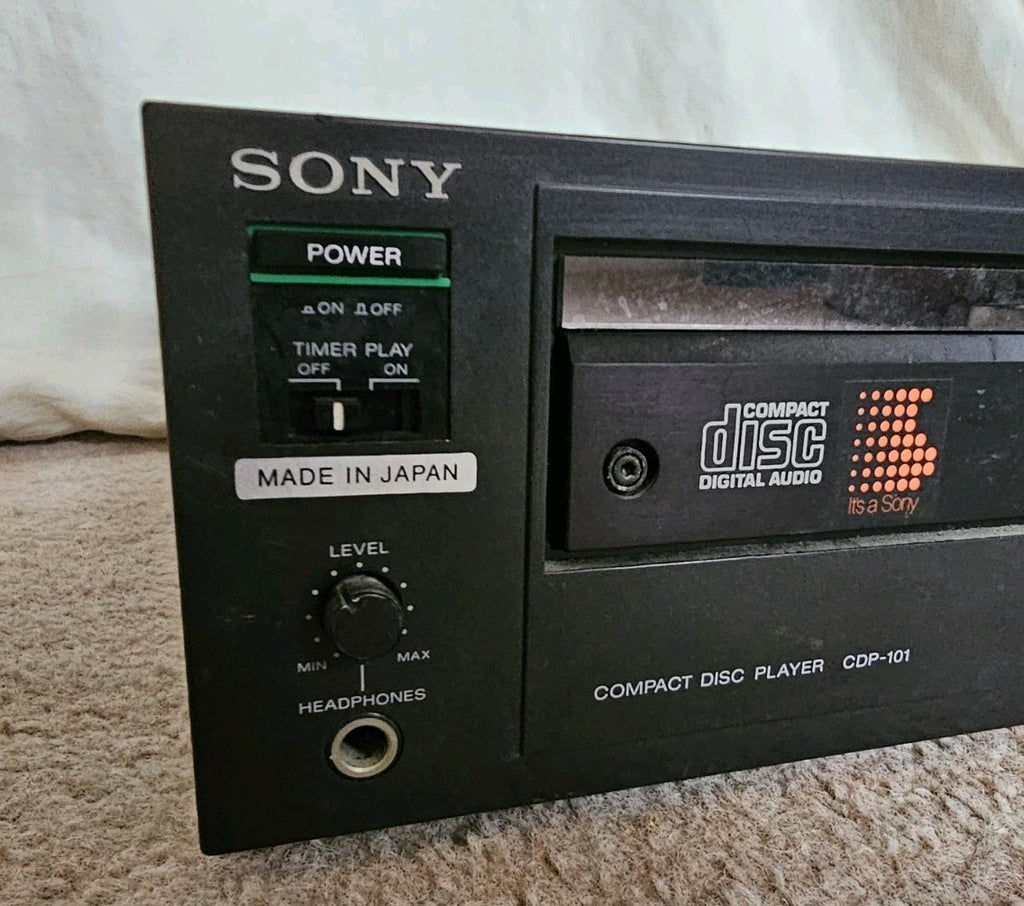 SONY
POWER
ON OFF
TIMER PLAY
OFF ON
MADE IN JAPAN
LEVEL
MIN MAX
HEADPHONES
COMPACT
disc
DIGITAL AUDIO
It's a Sony
COMPACT DISC PLAYER CDP-101